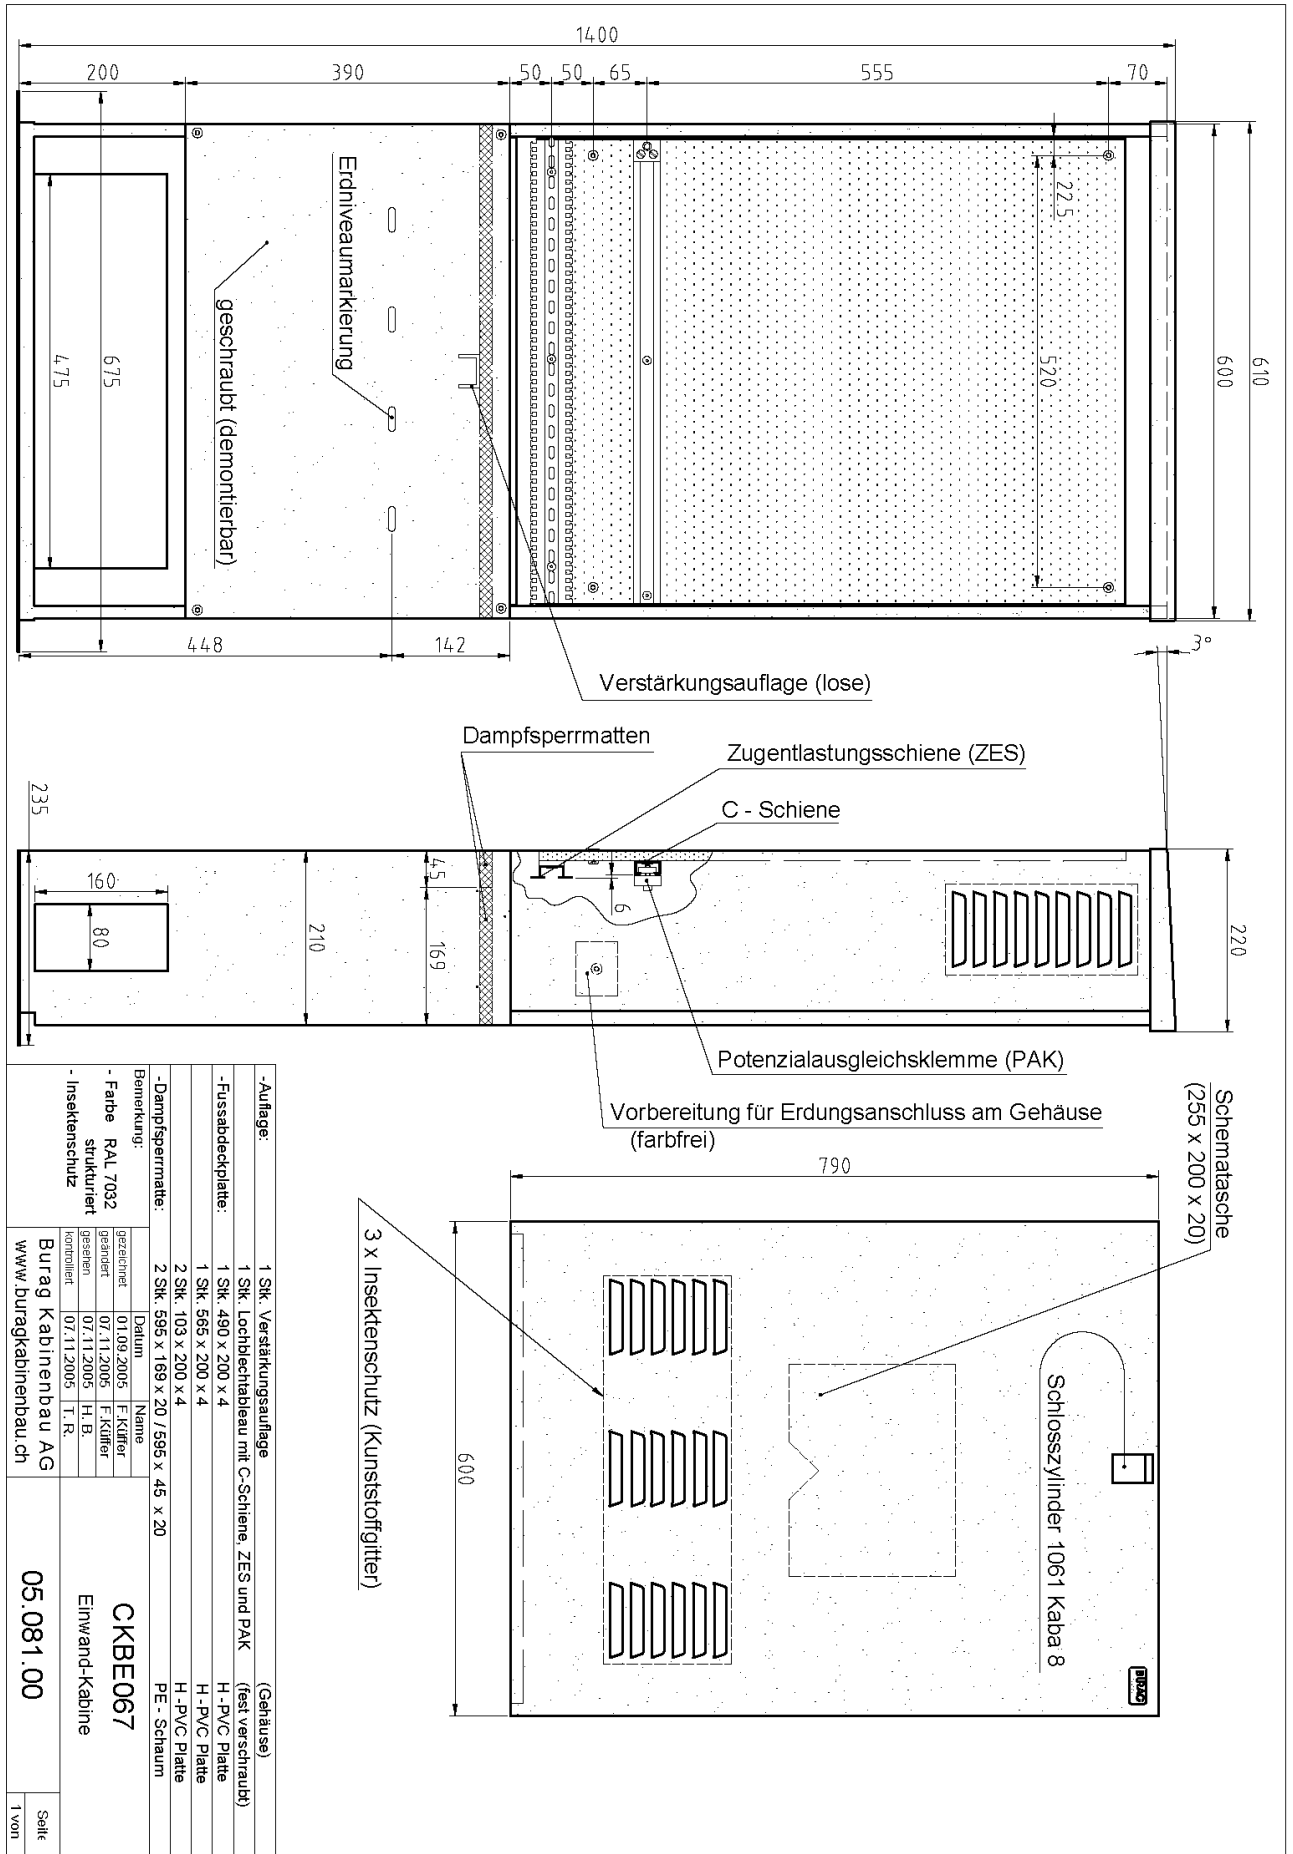 1400
200
390
50
50
65
555
70
610
600
22.5
520
Erdniveaumarkierung
geschraubt (demontierbar)
675
475
448
142
3°
Verstärkungsauflage (lose)
Dampfsperrmatten
Zugentlastungsschiene (ZES)
C - Schiene
235
160
80
210
45
169
6
220
Potenzialausgleichsklemme (PAK)
Vorbereitung für Erdungsanschluss am Gehäuse
(farbfrei)
Schematasche
(255 x 200 x 20)
790
600
3 x Insektenschutz (Kunststoffgitter)
Schlosszylinder 1061 Kaba 8
BURAG
-Auflage: 1 Stk. Verstärkungsauflage (Gehäuse)
1 Stk. Lochblechtableau mit C-Schiene, ZES und PAK (fest verschraubt)
-Fussabdeckplatte: 1 Stk. 490 x 200 x 4 H -PVC Platte
1 Stk. 565 x 200 x 4 H -PVC Platte
2 Stk. 103 x 200 x 4 H -PVC Platte
-Dampfsperrmatte: 2 Stk. 595 x 169 x 20 / 595 x 45 x 20 PE - Schaum
Bemerkung:
- Farbe RAL 7032
strukturiert
- Insektenschutz
Datum Name
gezeichnet 01.09.2005 F.Küffer
geändert 07.11.2005 F.Küffer
gesehen 07.11.2005 H.B.
kontrolliert 07.11.2005 T. R.
Burag Kabinenbau AG
www.buragkabinenbau.ch
CKBE067
Einwand-Kabine
05.081.00
Seite
1 von